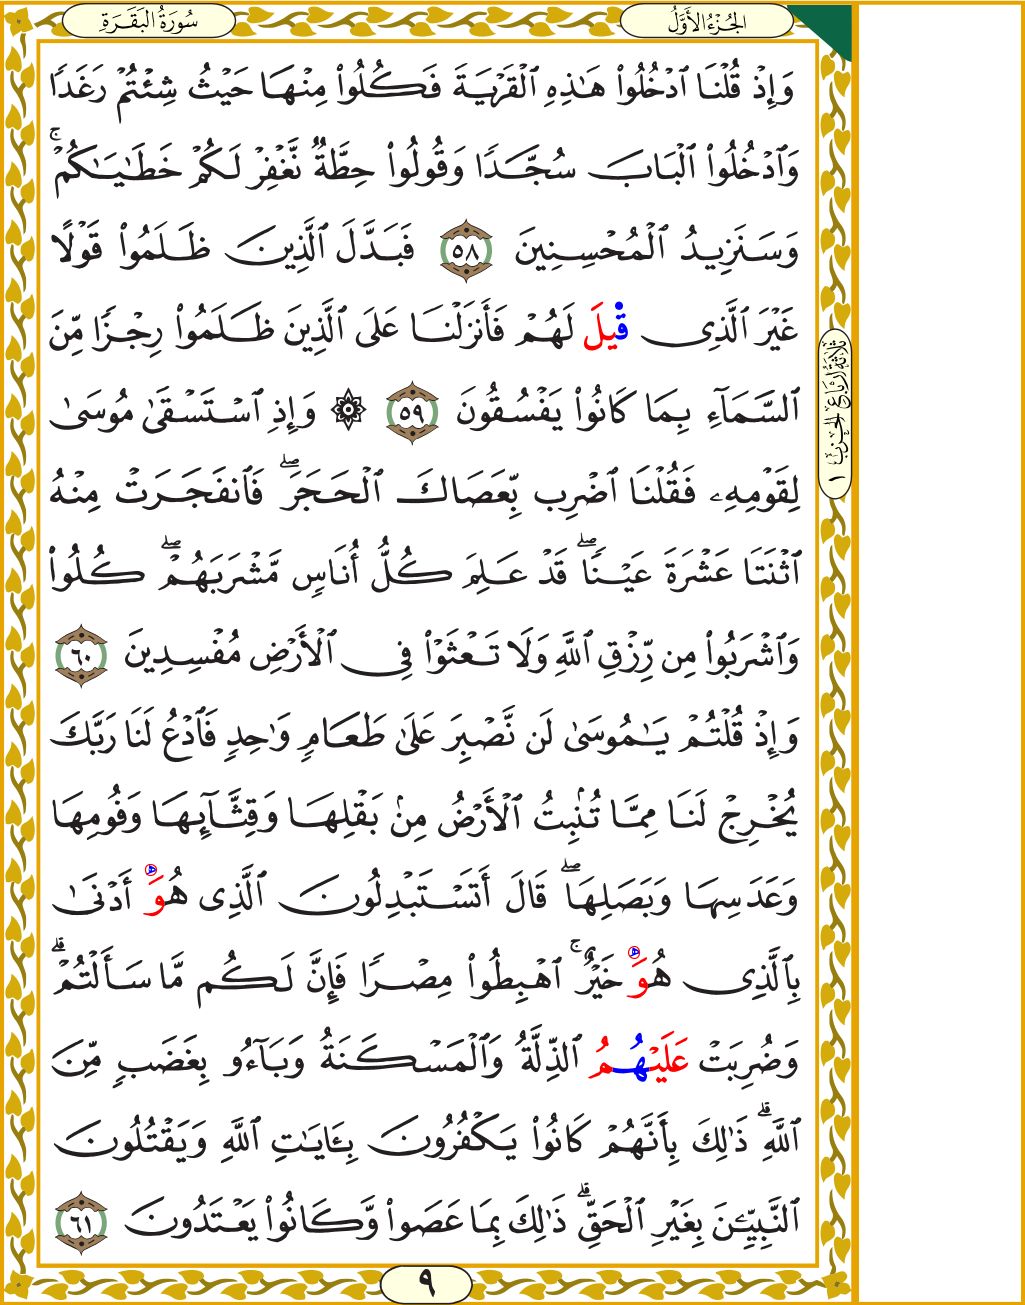 الجُزْءُ الأَوَّلُ
سُورَةُ البَقَرَةِ
وَإِذْ قُلْنَا ٱدْخُلُوا۟ هَٰذِهِ ٱلْقَرْيَةَ فَكُلُوا۟ مِنْهَا حَيْثُ شِئْتُمْ رَغَدًا
وَٱدْخُلُوا۟ ٱلْبَابَ سُجَّدًا وَقُولُوا۟ حِطَّةٌ نَّغْفِرْ لَكُمْ خَطَٰيَٰكُمْ ۚ
وَسَنَزِيدُ ٱلْمُحْسِنِينَ ٥٨ فَبَدَّلَ ٱلَّذِينَ ظَلَمُوا۟ قَوْلًا
غَيْرَ ٱلَّذِى قِيلَ لَهُمْ فَأَنزَلْنَا عَلَى ٱلَّذِينَ ظَلَمُوا۟ رِجْزًا مِّنَ
ٱلسَّمَآءِ بِمَا كَانُوا۟ يَفْسُقُونَ ٥٩ ۞ وَإِذِ ٱسْتَسْقَىٰ مُوسَىٰ
لِقَوْمِهِۦ فَقُلْنَا ٱضْرِب بِّعَصَاكَ ٱلْحَجَرَ ۖ فَٱنفَجَرَتْ مِنْهُ
ٱثْنَتَا عَشْرَةَ عَيْنًا ۖ قَدْ عَلِمَ كُلُّ أُنَاسٍ مَّشْرَبَهُمْ ۖ كُلُوا۟
وَٱشْرَبُوا۟ مِن رِّزْقِ ٱللَّهِ وَلَا تَعْثَوْا۟ فِى ٱلْأَرْضِ مُفْسِدِينَ ٦٠
وَإِذْ قُلْتُمْ يَٰمُوسَىٰ لَن نَّصْبِرَ عَلَىٰ طَعَامٍ وَٰحِدٍ فَٱدْعُ لَنَا رَبَّكَ
يُخْرِجْ لَنَا مِمَّا تُنۢبِتُ ٱلْأَرْضُ مِنۢ بَقْلِهَا وَقِثَّآئِهَا وَفُومِهَا
وَعَدَسِهَا وَبَصَلِهَا ۖ قَالَ أَتَسْتَبْدِلُونَ ٱلَّذِى هُوَ أَدْنَىٰ
بِٱلَّذِى هُوَ خَيْرٌ ۚ ٱهْبِطُوا۟ مِصْرًا فَإِنَّ لَكُم مَّا سَأَلْتُمْ ۗ
وَضُرِبَتْ عَلَيْهُمُ ٱلذِّلَّةُ وَٱلْمَسْكَنَةُ وَبَآءُو بِغَضَبٍ مِّنَ
ٱللَّهِ ۗ ذَٰلِكَ بِأَنَّهُمْ كَانُوا۟ يَكْفُرُونَ بِـَٔايَٰتِ ٱللَّهِ وَيَقْتُلُونَ
ٱلنَّبِيِّـۧنَ بِغَيْرِ ٱلْحَقِّ ۗ ذَٰلِكَ بِمَا عَصَوا۟ وَّكَانُوا۟ يَعْتَدُونَ ٦١
ثَلَاثَةُ أَرْبَاعِ الحِزْبِ ١
٩